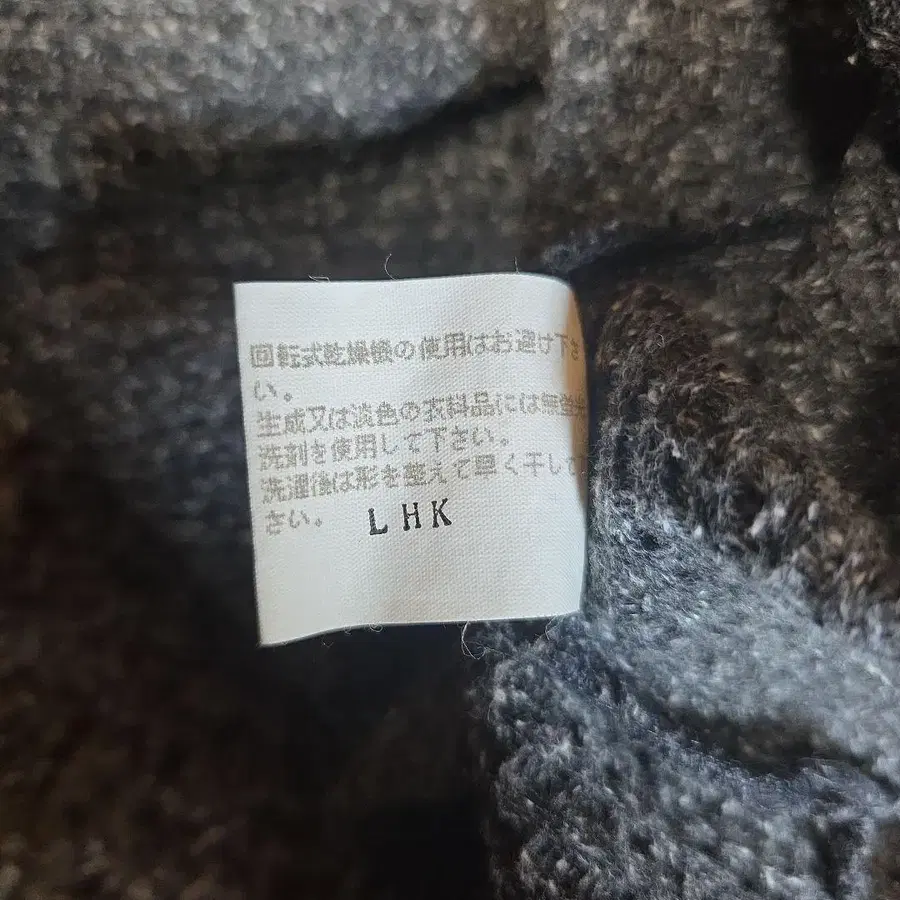 回転式乾燥機の使用はお避け下さ
い。
生成又は淡色の衣料品には無蛍光
洗剤を使用して下さい。
洗濯後は形を整えて早く干して
さい。
LHK